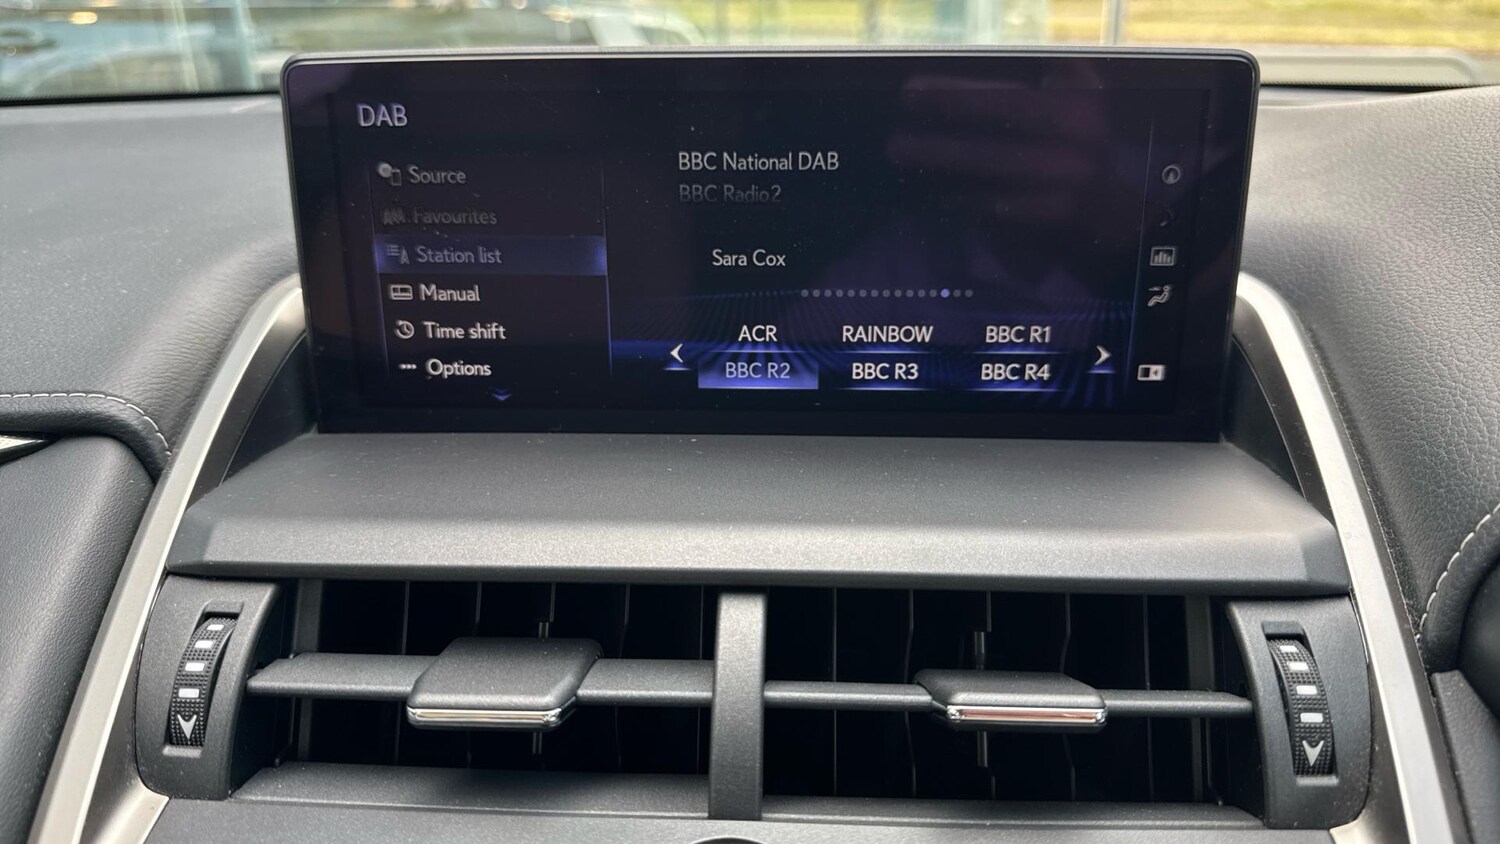 DAB
Source
Favourites
Station list
Manual
Time shift
Options
BBC National DAB
BBC Radio2
Sara Cox
ACR RAINBOW BBC R1
BBC R2 BBC R3 BBC R4